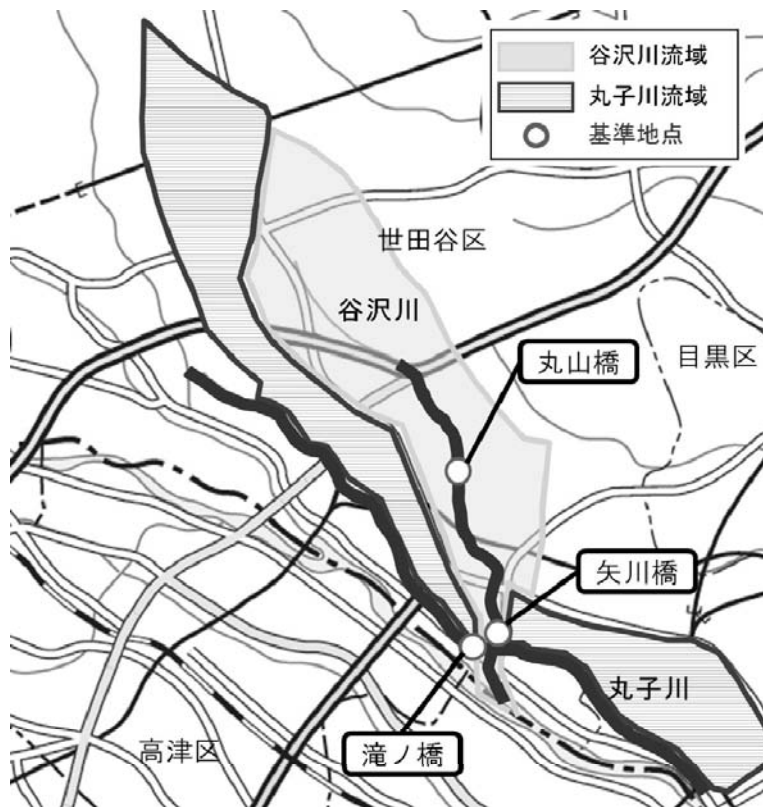 谷沢川流域
丸子川流域
基準地点
世田谷区
谷沢川
丸山橋
目黒区
矢川橋
丸子川
滝ノ橋
高津区